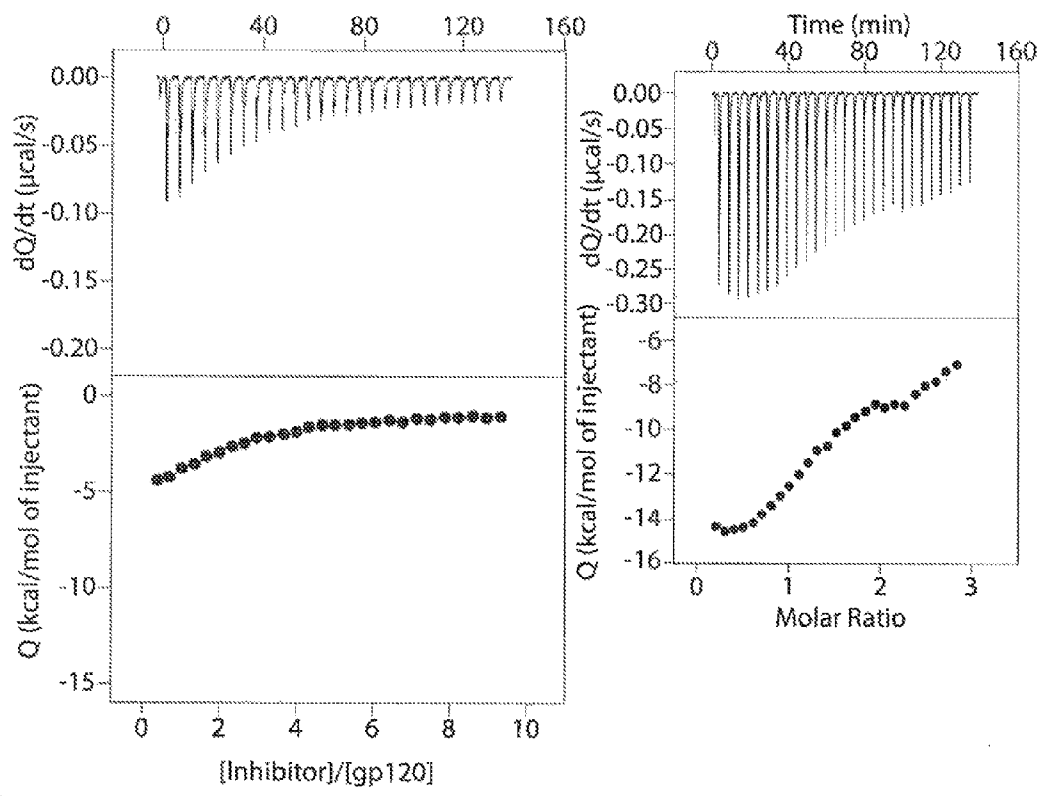 0 40 80 120 160
0.00
-0.05
-0.10
-0.15
-0.20
dQ/dt (µcal/s)
0
-5
-10
-15
Q (kcal/mol of injectant)
0 2 4 6 8 10
[Inhibitor]/[gp120]
Time (min)
0 40 80 120 160
0.00
-0.05
-0.10
-0.15
-0.20
-0.25
-0.30
dQ/dt (µcal/s)
-6
-8
-10
-12
-14
-16
Q (kcal/mol of injectant)
0 1 2 3
Molar Ratio